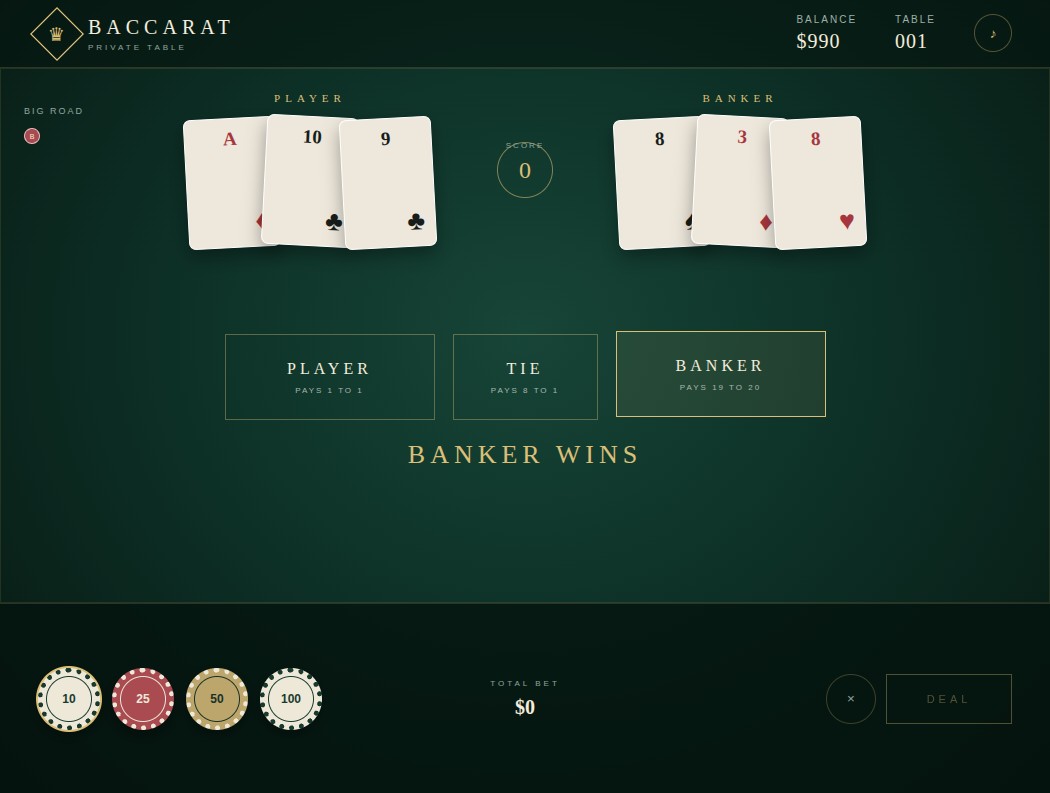 BACCARAT
PRIVATE TABLE
BALANCE
$990
TABLE
001
BIG ROAD
B
PLAYER
A
10
9
SCORE
0
BANKER
8
3
8
PLAYER
PAYS 1 TO 1
TIE
PAYS 8 TO 1
BANKER
PAYS 19 TO 20
BANKER WINS
10
25
50
100
TOTAL BET
$0
×
DEAL